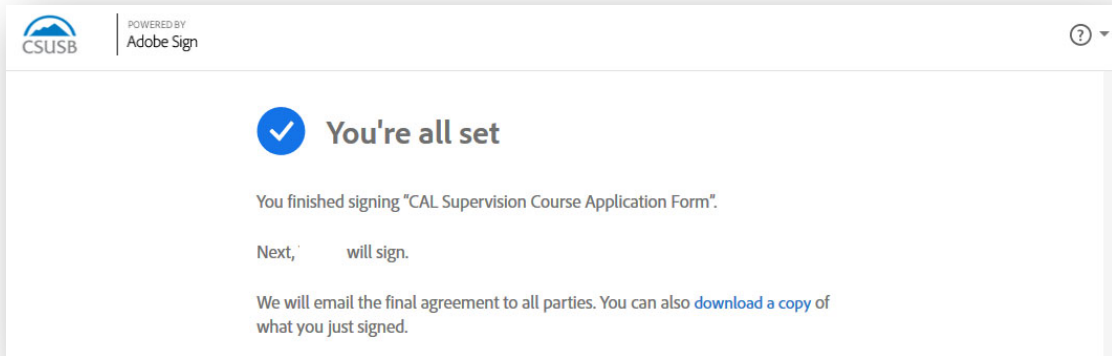 CSUSB
POWERED BY
Adobe Sign
?
You're all set
You finished signing "CAL Supervision Course Application Form".
Next, will sign.
We will email the final agreement to all parties. You can also download a copy of
what you just signed.